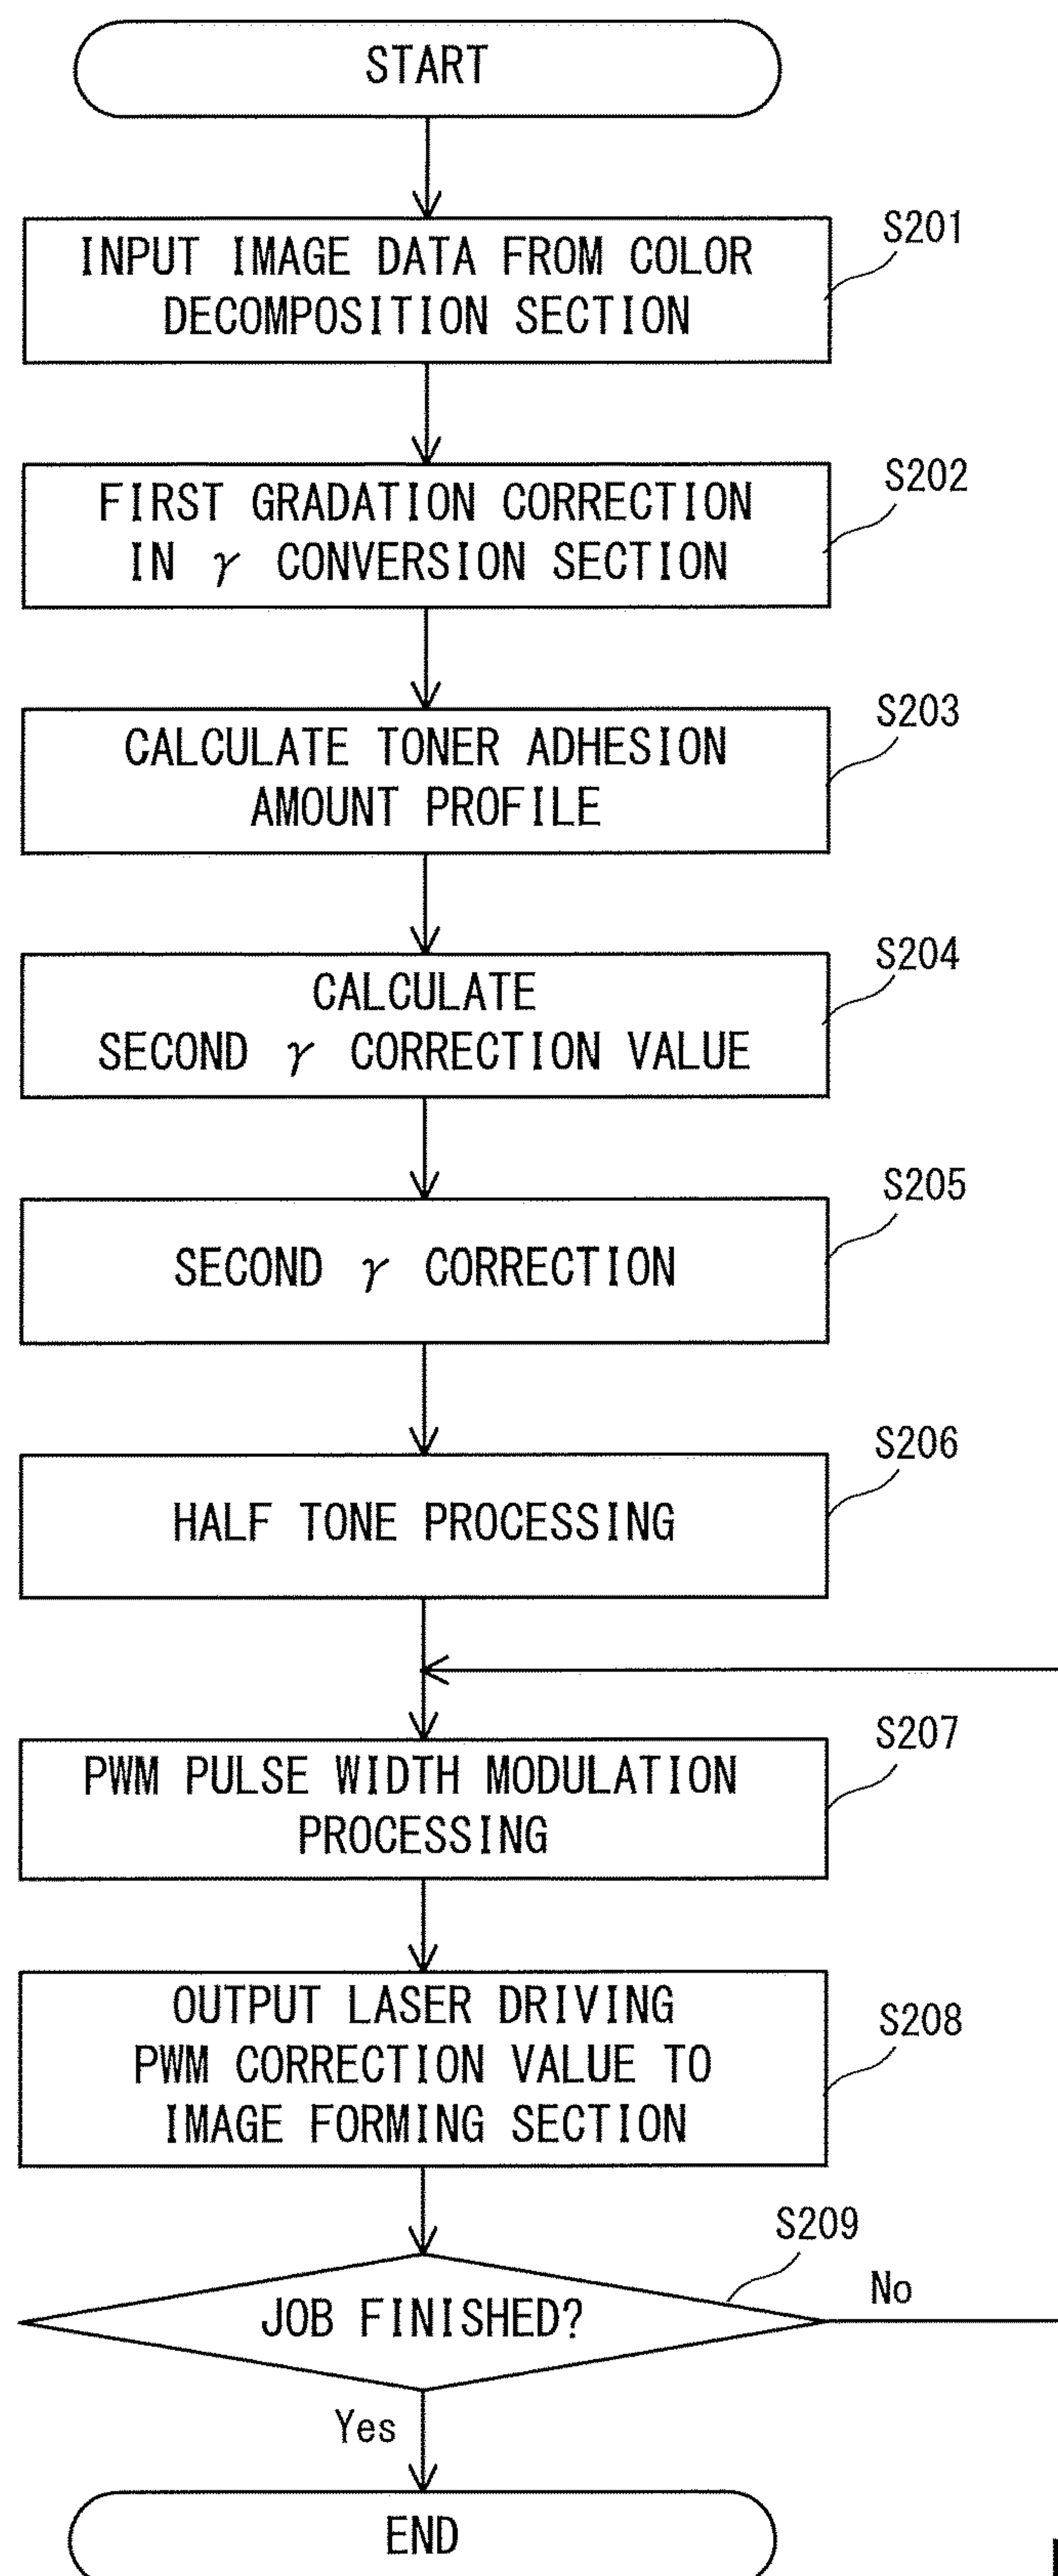 START
S201
INPUT IMAGE DATA FROM COLOR
DECOMPOSITION SECTION
S202
FIRST GRADATION CORRECTION
IN γ CONVERSION SECTION
S203
CALCULATE TONER ADHESION
AMOUNT PROFILE
S204
CALCULATE
SECOND γ CORRECTION VALUE
S205
SECOND γ CORRECTION
S206
HALF TONE PROCESSING
S207
PWM PULSE WIDTH MODULATION
PROCESSING
S208
OUTPUT LASER DRIVING
PWM CORRECTION VALUE TO
IMAGE FORMING SECTION
S209
JOB FINISHED?
No
Yes
END